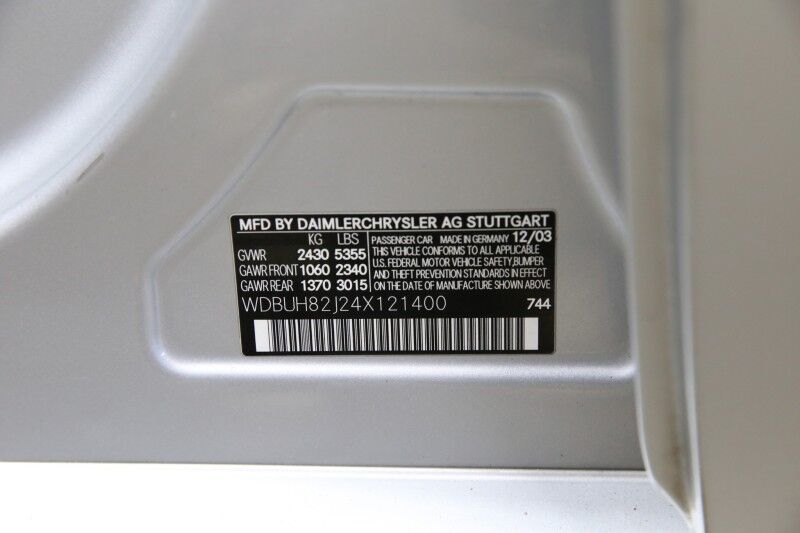 MFD BY DAIMLERCHRYSLER AG STUTTGART
KG LBS
GVWR 2430 5355
GAWR FRONT 1060 2340
GAWR REAR 1370 3015
PASSENGER CAR MADE IN GERMANY 12/03
THIS VEHICLE CONFORMS TO ALL APPLICABLE
U.S. FEDERAL MOTOR VEHICLE SAFETY,BUMPER
AND THEFT PREVENTION STANDARDS IN EFFECT
ON THE DATE OF MANUFACTURE SHOWN ABOVE
WDBUH82J24X121400 744